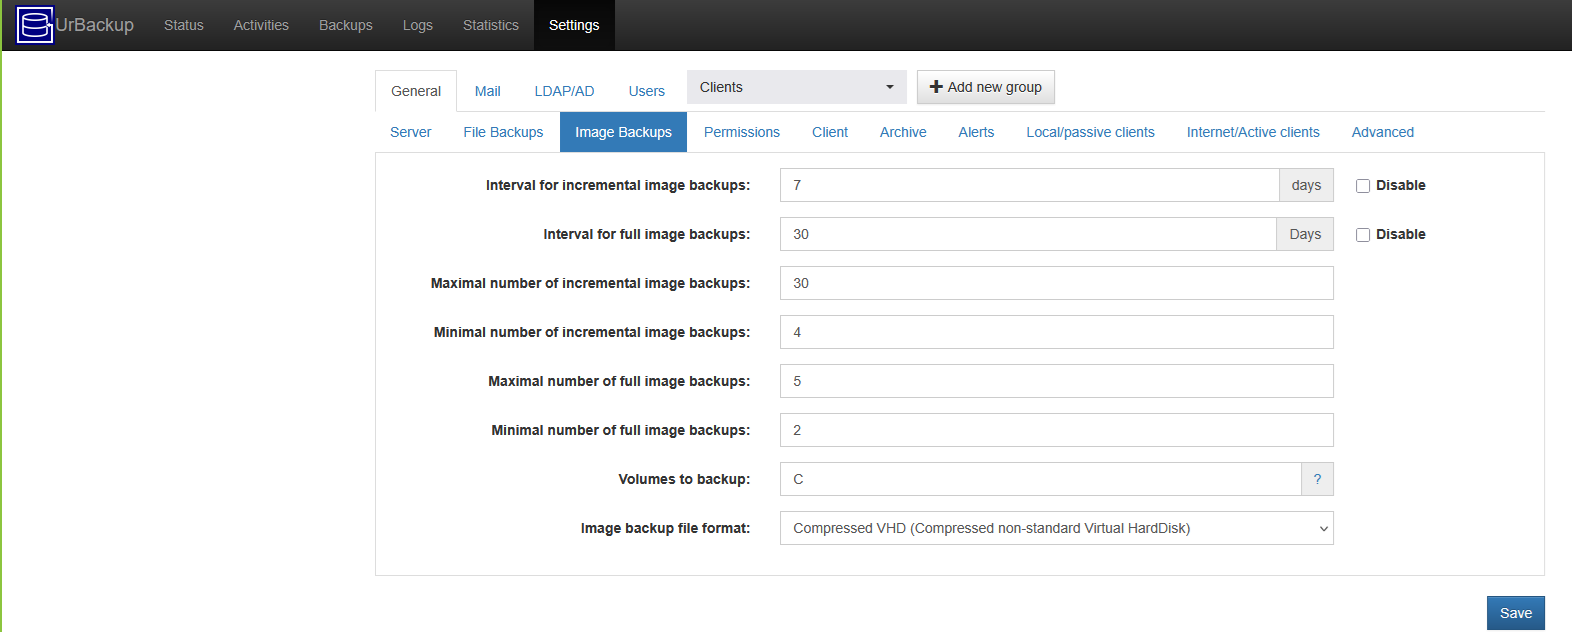 UrBackup Status Activities Backups Logs Statistics Settings
General Mail LDAP/AD Users Clients Add new group
Server File Backups Image Backups Permissions Client Archive Alerts Local/passive clients Internet/Active clients Advanced
Interval for incremental image backups: 7 days Disable
Interval for full image backups: 30 Days Disable
Maximal number of incremental image backups: 30
Minimal number of incremental image backups: 4
Maximal number of full image backups: 5
Minimal number of full image backups: 2
Volumes to backup: C ?
Image backup file format: Compressed VHD (Compressed non-standard Virtual HardDisk)
Save